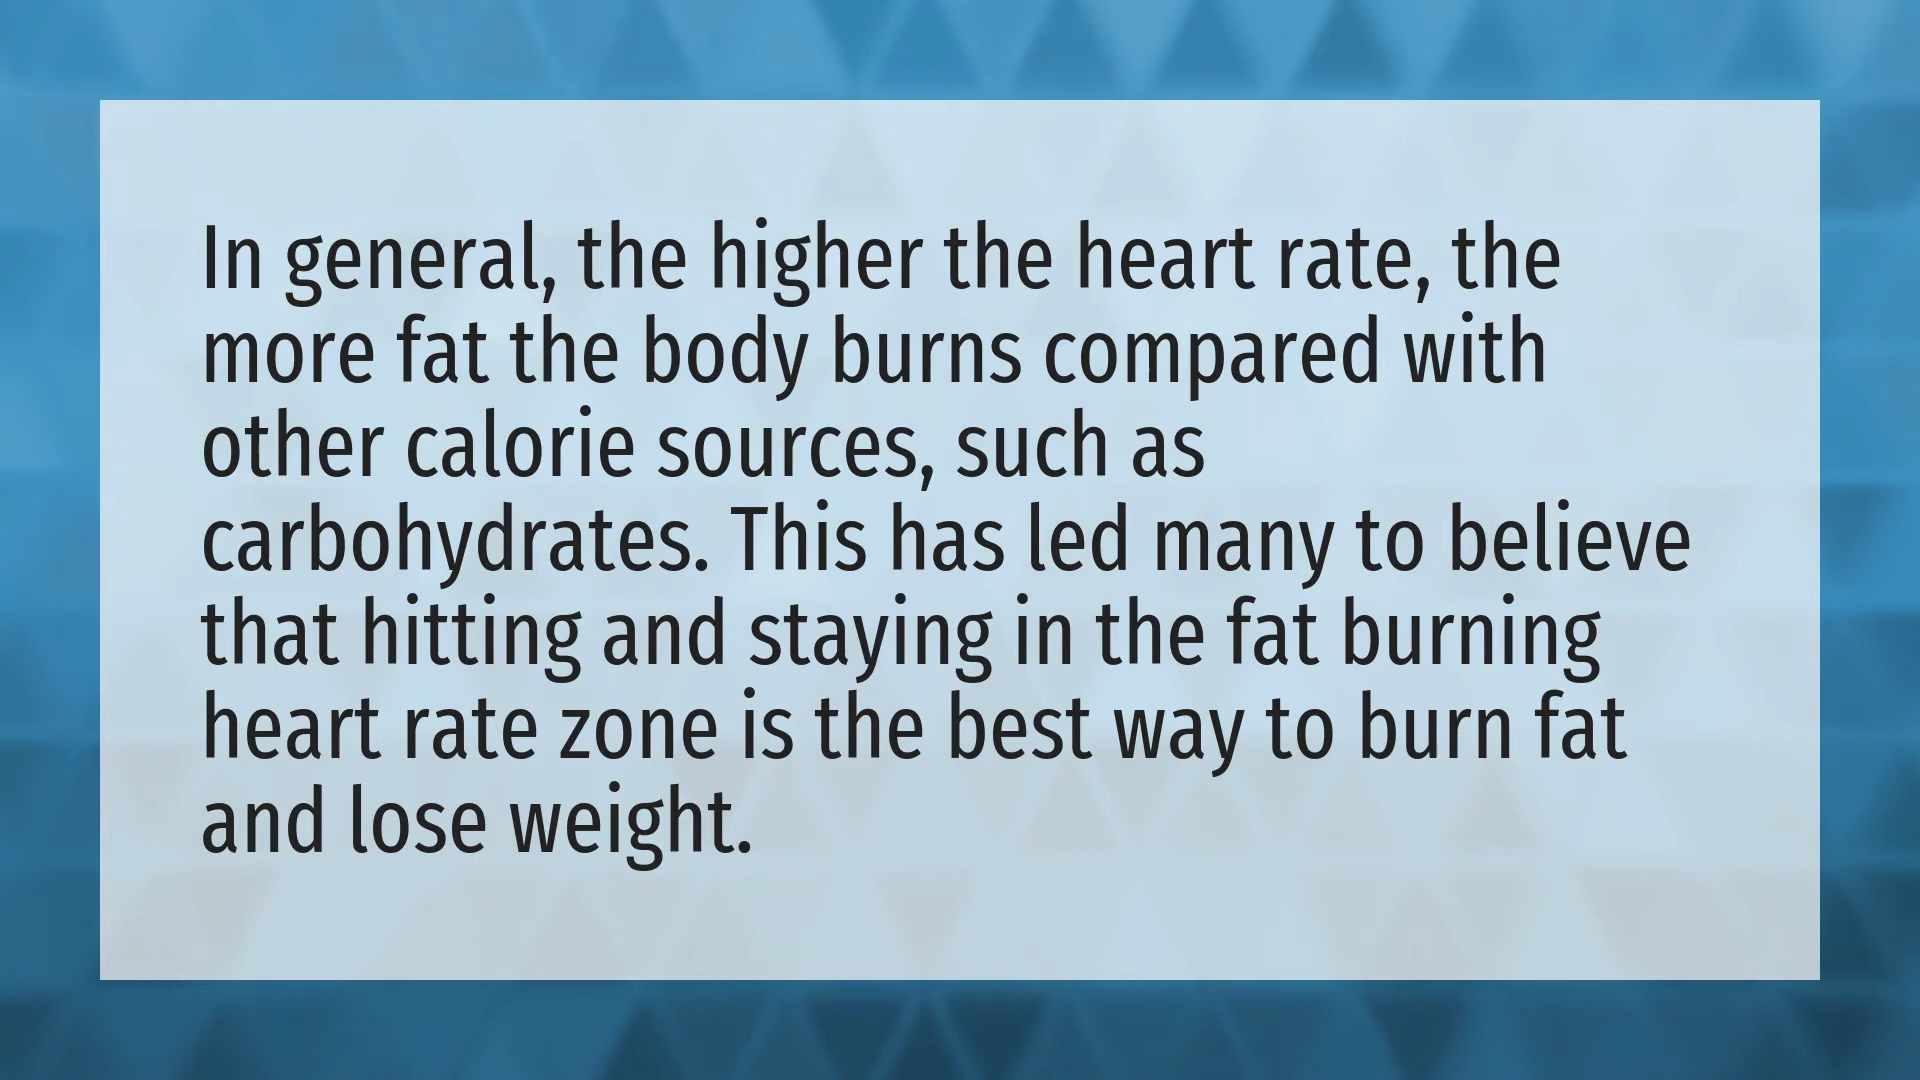 In general, the higher the heart rate, the
more fat the body burns compared with
other calorie sources, such as
carbohydrates. This has led many to believe
that hitting and staying in the fat burning
heart rate zone is the best way to burn fat
and lose weight.